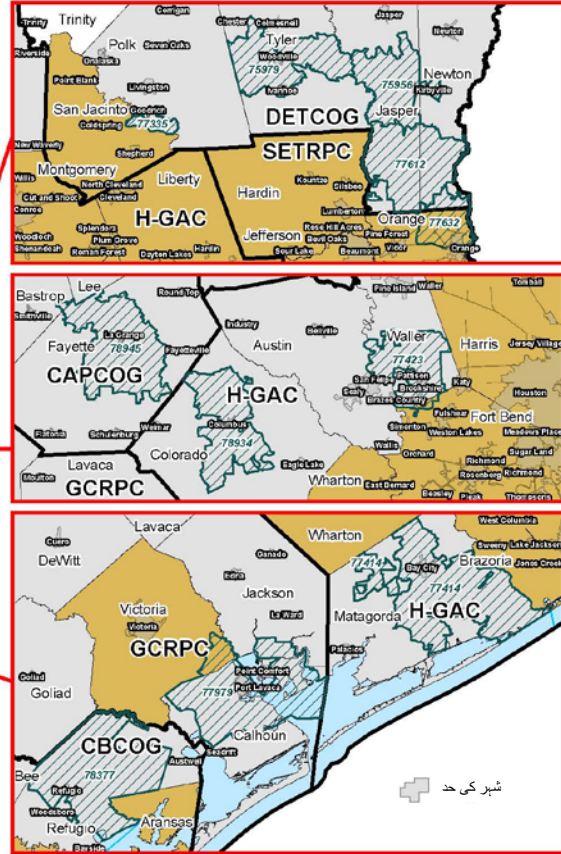 Trinity
Trinity
Corrigan
Chester
Colmesneil
Jasper
Newton
Riverside
Polk
Seven Oaks
Tyler
Onalaska
Woodville
75979
Newton
Point Blank
Livingston
75956
Kirbyville
San Jacinto
Goodrich
Ivanhoe
Jasper
Coldspring
77335
DETCOG
New Waverly
Shepherd
SETRPC
77612
Montgomery
Liberty
Willis
North Cleveland
Hardin
Kountze
Cut and Shoot
Cleveland
Silsbee
Conroe
H-GAC
Lumberton
Orange
77632
Splendora
Rose Hill Acres
Woodloch
Plum Grove
Jefferson
Bevil Oaks
Pine Forest
Shenandoah
Roman Forest
Dayton Lakes
Hardin
Sour Lake
Beaumont
Vidor
Orange
Lee
Bastrop
Round Top
Pine Island
Waller
Tomball
Smithville
Industry
Bellville
Waller
La Grange
Austin
Harris
Jersey Village
Fayette
78945
Fayetteville
77423
CAPCOG
San Felipe
Pattison
Brookshire
Katy
H-GAC
Sealy
Brazos Country
Houston
Fulshear
Columbus
Simonton
Fort Bend
Flatonia
Schulenburg
Weimar
78934
Weston Lakes
Meadows Place
Wallis
Orchard
Sugar Land
Lavaca
Colorado
Eagle Lake
Richmond
Moulton
Rosenberg
Richmond
GCRPC
Wharton
East Bernard
Beasley
Pleak
Thompsons
Lavaca
Wharton
West Columbia
Cuero
Ganado
Sweeny
Lake Jackson
DeWitt
Edna
77414
Brazoria
Jones Creek
Jackson
Bay City
77414
Victoria
Victoria
La Ward
Matagorda
H-GAC
GCRPC
Palacios
Goliad
Point Comfort
77979
Port Lavaca
Goliad
Calhoun
CBCOG
Seadrift
Bee
Austwell
78377
Refugio
شہر کی حد
Woodsboro
Aransas
Refugio
Bayside